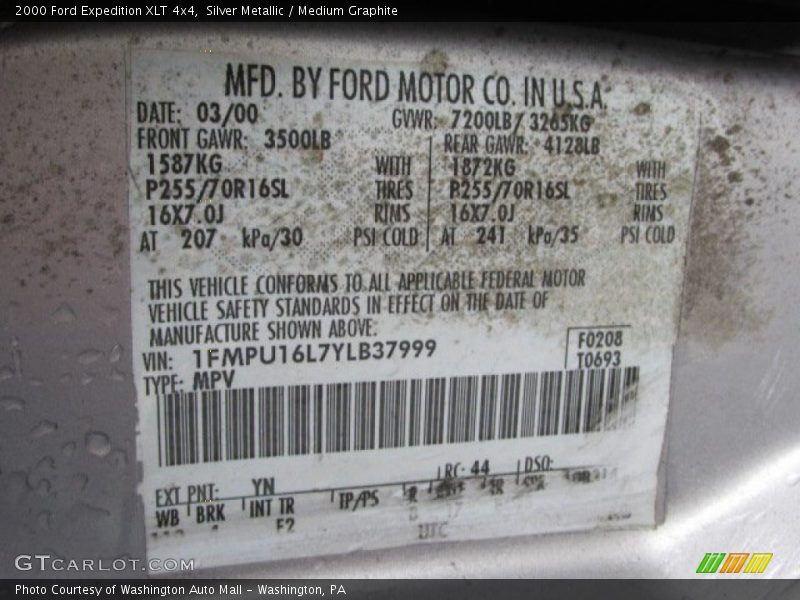 2000 Ford Expedition XLT 4x4, Silver Metallic / Medium Graphite
MFD. BY FORD MOTOR CO. IN U.S.A.
DATE: 03/00 GVWR: 7200LB / 3265KG
FRONT GAWR: 3500LB REAR GAWR: 4128LB
1587KG WITH 1872KG WITH
P255/70R16SL TIRES P255/70R16SL TIRES
16X7.0J RIMS 16X7.0J RIMS
AT 207 kPa/30 PSI COLD AT 241 kPa/35 PSI COLD
THIS VEHICLE CONFORMS TO ALL APPLICABLE FEDERAL MOTOR
VEHICLE SAFETY STANDARDS IN EFFECT ON THE DATE OF
MANUFACTURE SHOWN ABOVE.
VIN: 1FMPU16L7YLB37999 F0208
TYPE: MPV T0693
EXT PNT: YN RC: 44 DSO:
WB BRK INT TR TP/PS R
F2
UTC
GTCARLOT.COM
Photo Courtesy of Washington Auto Mall - Washington, PA